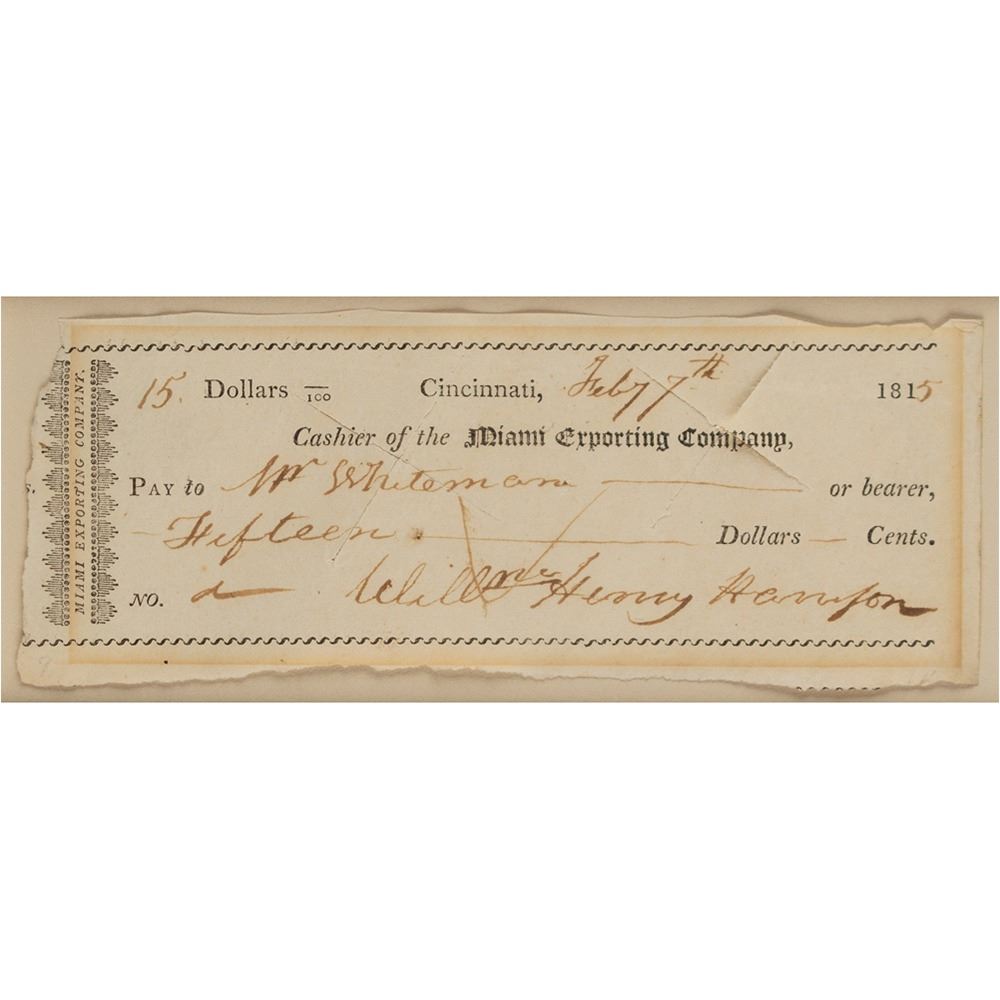 MIAMI EXPORTING COMPANY.
15. Dollars /100 Cincinnati, Feby 7th 1815
Cashier of the Miami Exporting Company,
PAY to Mr Whiteman or bearer,
Fifteen Dollars — Cents.
NO. Willm Henry Harrison